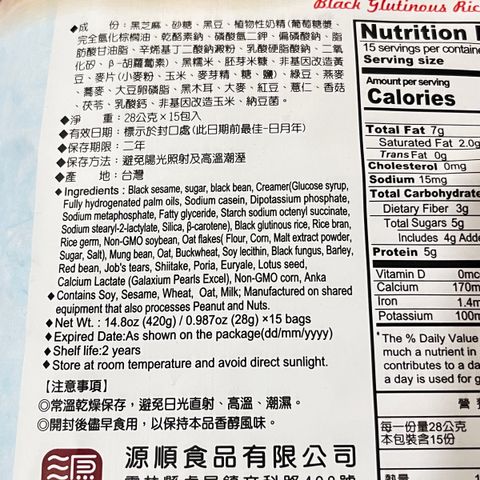 Black Glutinous Ric
◆成　份：黑芝麻、砂糖、黑豆、植物性奶精(葡萄糖漿、
完全氫化棕櫚油、乾酪素鈉、磷酸氫二鉀、偏磷酸鈉、脂
肪酸甘油脂、辛烯基丁二酸鈉澱粉、乳酸硬脂酸鈉、二氧
化矽、β-胡蘿蔔素)、黑糯米、胚芽米糠、非基因改造黃
豆、麥片(小麥粉、玉米、麥芽精、糖、鹽)、綠豆、燕麥
、蕎麥、大豆卵磷脂、黑木耳、大麥、紅豆、薏仁、香菇
、茯苓、乳酸鈣、非基因改造玉米、納豆菌。
◆淨　重：28公克×15包入
◆有效日期：標示於封口處(此日期前最佳-日月年)
◆保存期限：二年
◆保存方法：避免陽光照射及高溫潮溼
◆產　地：台灣
◆Ingredients : Black sesame, sugar, black bean, Creamer(Glucose syrup,
Fully hydrogenated palm oils, Sodium casein, Dipotassium phosphate,
Sodium metaphosphate, Fatty glyceride, Starch sodium octenyl succinate,
Sodium stearyl-2-lactylate, Silica, β-carotene), Black glutinous rice, Rice bran,
Rice germ, Non-GMO soybean, Oat flakes( Flour, Corn, Malt extract powder,
Sugar, Salt), Mung bean, Oat, Buckwheat, Soy lecithin, Black fungus, Barley,
Red bean, Job's tears, Shiitake, Poria, Euryale, Lotus seed,
Calcium Lactate (Galaxium Pearls Excel), Non-GMO corn, Anka
◆Contains Soy, Sesame, Wheat, Oat, Milk; Manufactured on shared
equipment that also processes Peanut and Nuts.
◆Net Wt. : 14.8oz (420g) / 0.987oz (28g) ×15 bags
◆Expired Date:As shown on the package(dd/mm/yyyy)
◆Shelf life:2 years
◆Store at room temperature and avoid direct sunlight.
【注意事項】
◎常溫乾燥保存，避免日光直射、高溫、潮濕。
◎開封後儘早食用，以保持本品香醇風味。
源順食品有限公司
Nutrition
15 servings per containe
Serving size
Amount per serving
Calories
Total Fat 7g
Saturated Fat 2.0g
Trans Fat 0g
Cholesterol 0mg
Sodium 15mg
Total Carbohydrate
Dietary Fiber 3g
Total Sugars 5g
Includes 4g Adde
Protein 5g
Vitamin D 0mc
Calcium 170m
Iron 1.4m
Potassium 100m
* The % Daily Value
much a nutrient in
contributes to a da
a day is used for g
營
每一份量28公克
本包裝含15份
熱量